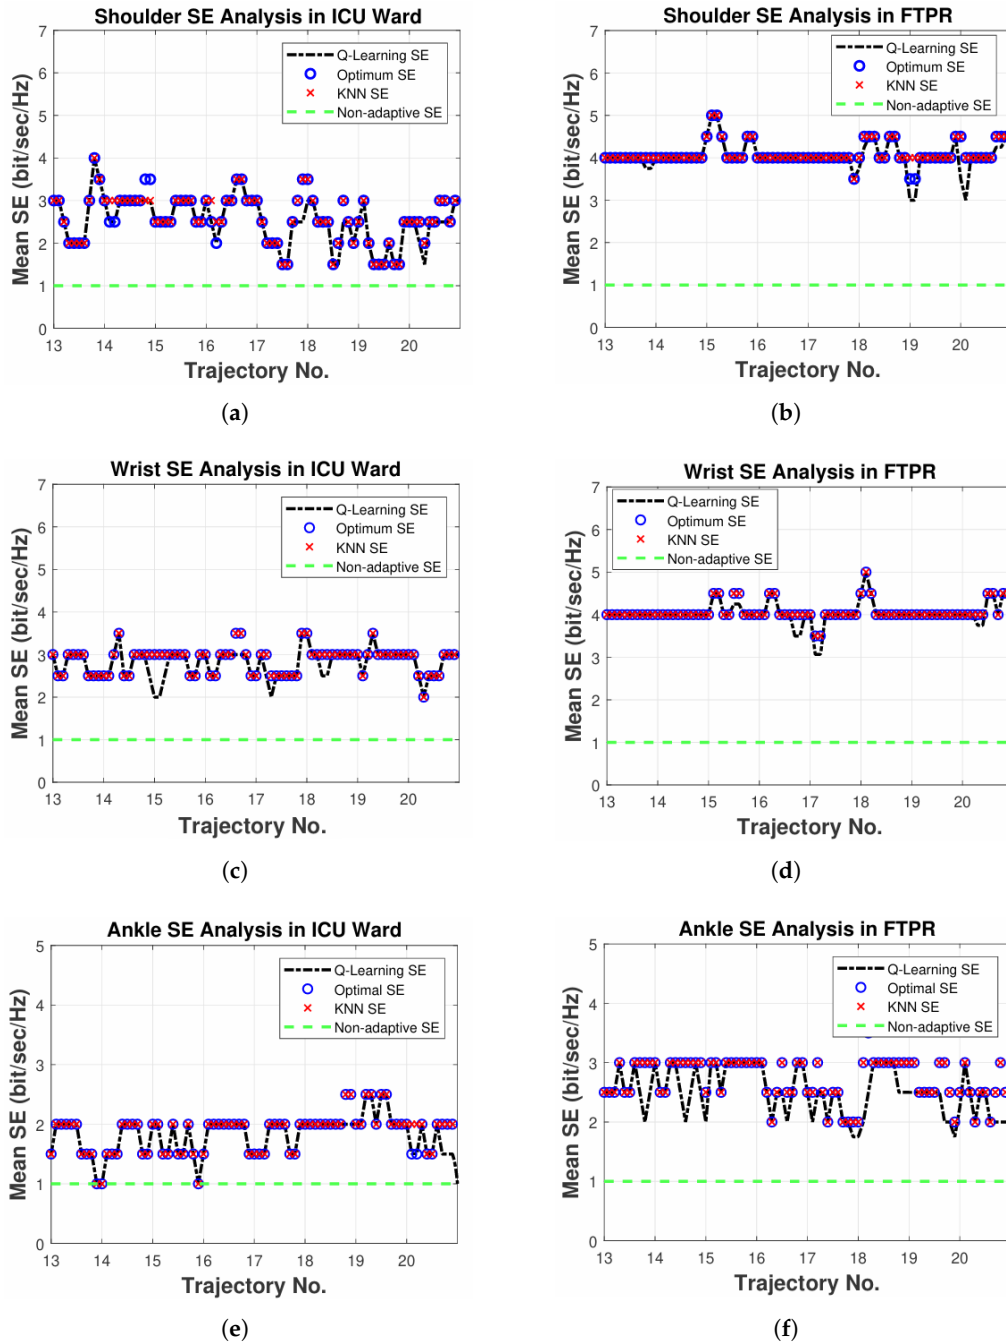 Shoulder SE Analysis in ICU Ward
7
6
5
4
3
2
1
0
Mean SE (bit/sec/Hz)
Q-Learning SE
Optimum SE
KNN SE
Non-adaptive SE
13 14 15 16 17 18 19 20
Trajectory No.
(a)
Shoulder SE Analysis in FTPR
7
6
5
4
3
2
1
0
Mean SE (bit/sec/Hz)
Q-Learning SE
Optimum SE
KNN SE
Non-adaptive SE
13 14 15 16 17 18 19 20
Trajectory No.
(b)
Wrist SE Analysis in ICU Ward
7
6
5
4
3
2
1
0
Mean SE (bit/sec/Hz)
Q-Learning SE
Optimum SE
KNN SE
Non-adaptive SE
13 14 15 16 17 18 19 20
Trajectory No.
(c)
Wrist SE Analysis in FTPR
7
6
5
4
3
2
1
0
Mean SE (bit/sec/Hz)
Q-Learning SE
Optimum SE
KNN SE
Non-adaptive SE
13 14 15 16 17 18 19 20
Trajectory No.
(d)
Ankle SE Analysis in ICU Ward
5
4
3
2
1
0
Mean SE (bit/sec/Hz)
Q-Learning SE
Optimal SE
KNN SE
Non-adaptive SE
13 14 15 16 17 18 19 20
Trajectory No.
(e)
Ankle SE Analysis in FTPR
5
4
3
2
1
0
Mean SE (bit/sec/Hz)
Q-Learning SE
Optimal SE
KNN SE
Non-adaptive SE
13 14 15 16 17 18 19 20
Trajectory No.
(f)